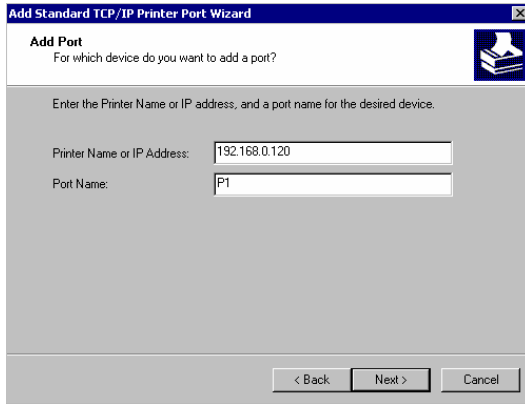 Add Standard TCP/IP Printer Port Wizard
Add Port
For which device do you want to add a port?
Enter the Printer Name or IP address, and a port name for the desired device.
Printer Name or IP Address: 192.168.0.120
Port Name: P1
< Back Next > Cancel